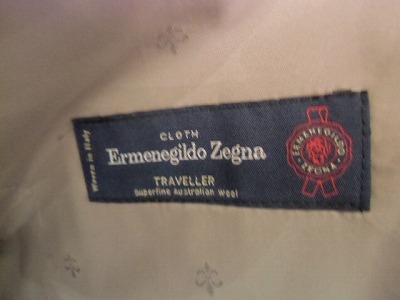 Woven in Italy
CLOTH
Ermenegildo Zegna
TRAVELLER
Superfine Australian Wool
ERMENEGILDO
ZEGNA